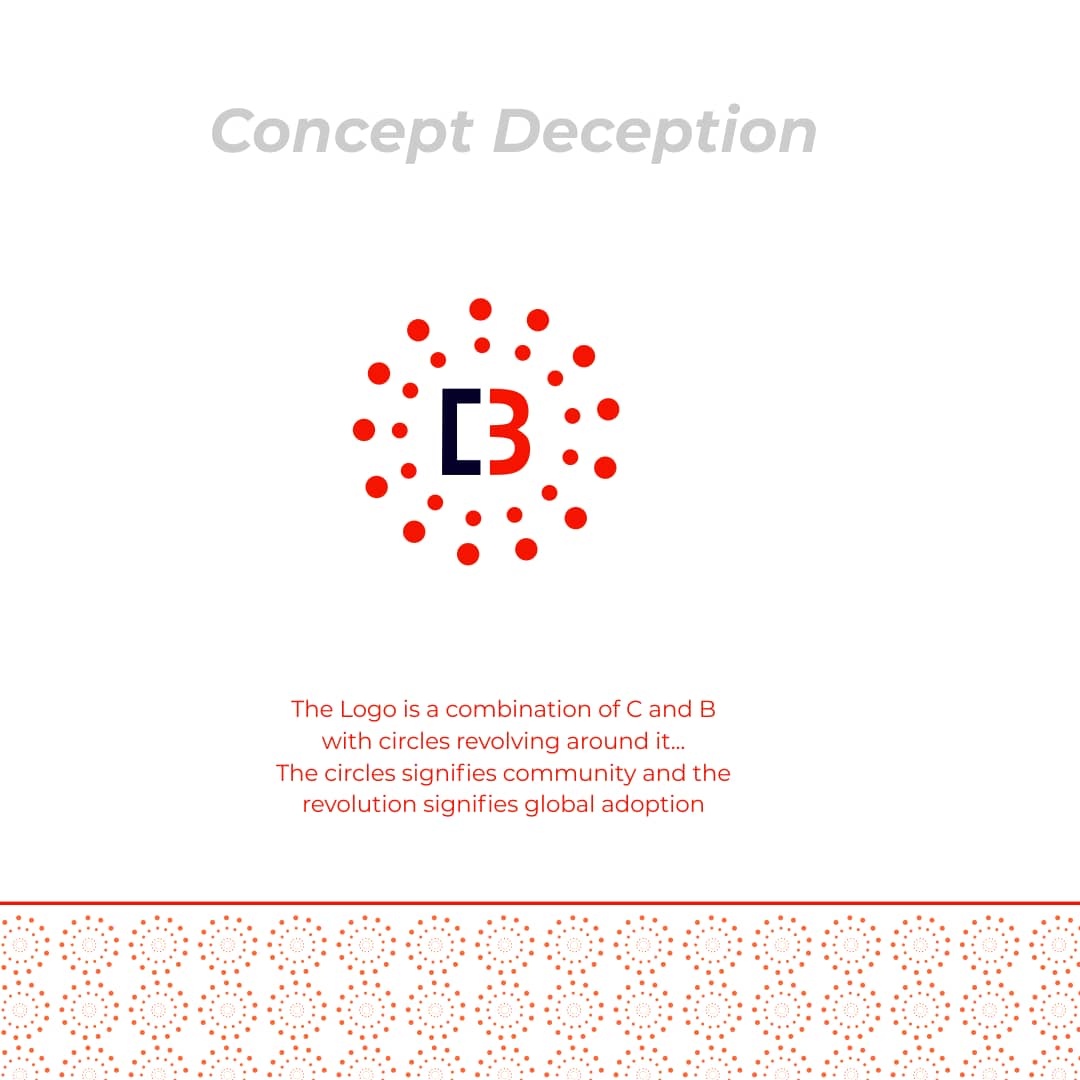 Concept Deception
CB
The Logo is a combination of C and B
with circles revolving around it...
The circles signifies community and the
revolution signifies global adoption